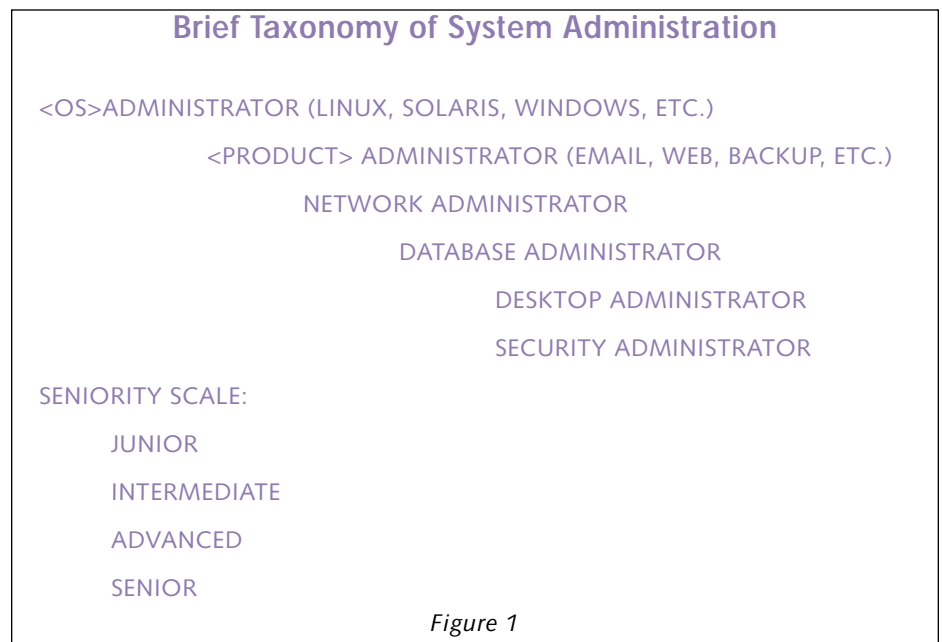 Brief Taxonomy of System Administration
<OS>ADMINISTRATOR (LINUX, SOLARIS, WINDOWS, ETC.)
<PRODUCT> ADMINISTRATOR (EMAIL, WEB, BACKUP, ETC.)
NETWORK ADMINISTRATOR
DATABASE ADMINISTRATOR
DESKTOP ADMINISTRATOR
SECURITY ADMINISTRATOR
SENIORITY SCALE:
JUNIOR
INTERMEDIATE
ADVANCED
SENIOR
Figure 1